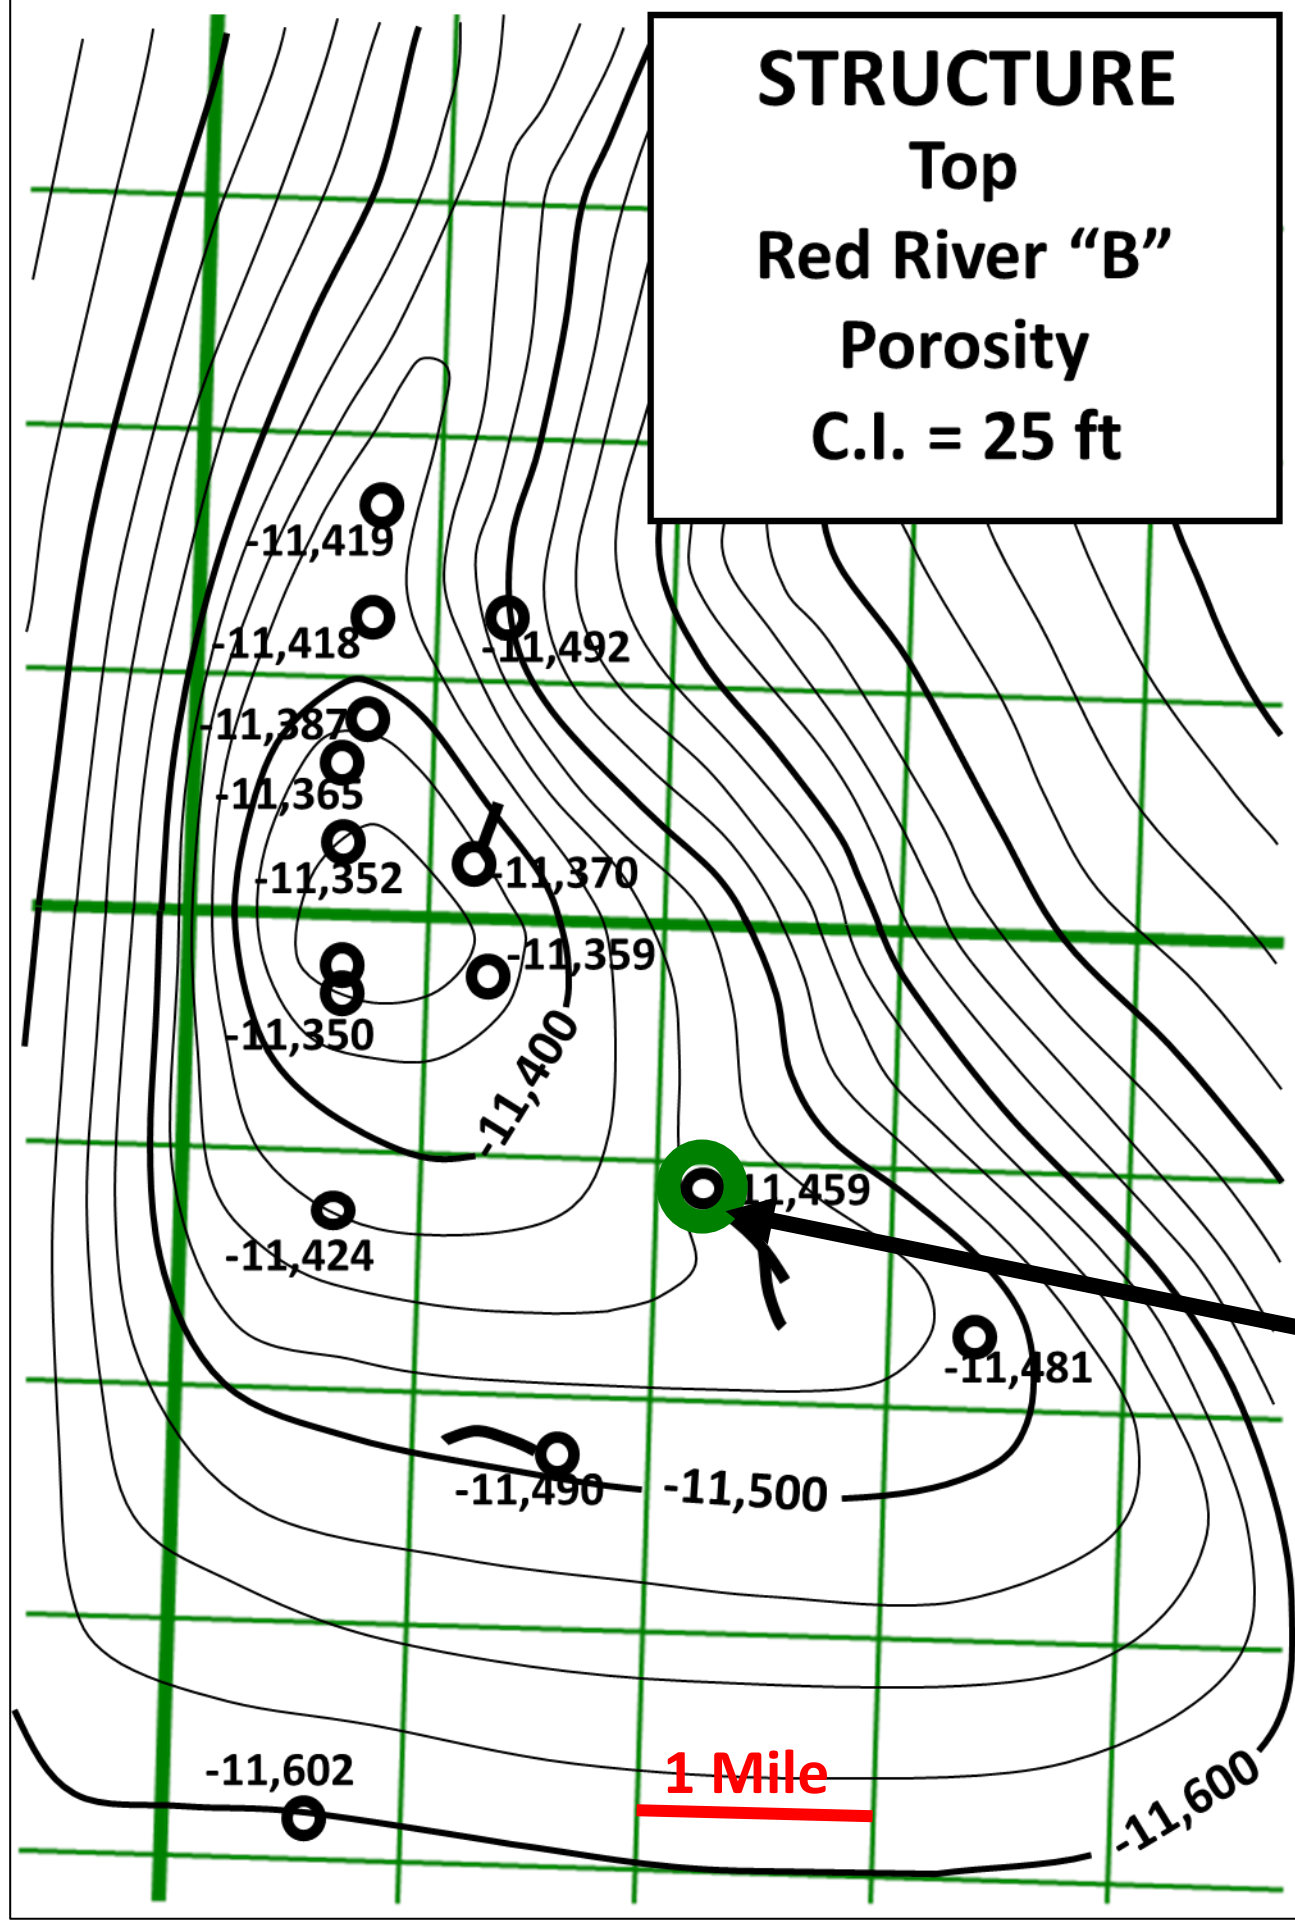 STRUCTURE
Top
Red River “B”
Porosity
C.I. = 25 ft
-11,419
-11,418
-11,492
-11,387
-11,365
-11,352
-11,370
-11,359
-11,350
-11,400
11,459
-11,424
-11,481
-11,490
-11,500
-11,602
1 Mile
-11,600